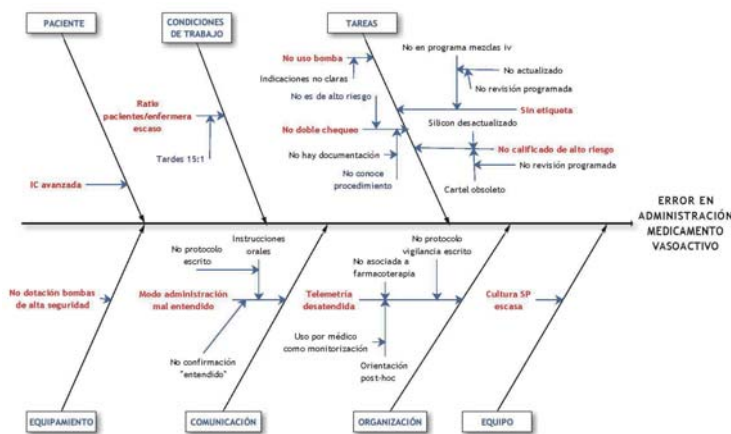 PACIENTE
CONDICIONES
DE TRABAJO
TAREAS
No uso bomba
Indicaciones no claras
No en programa mezclas iv
No actualizado
No revisión programada
Ratio
pacientes/enfermera
escaso
Tardes 15:1
No es de alto riesgo
Sin etiqueta
No doble chequeo
Silicon desactualizado
No calificado de alto riesgo
No hay documentación
No revisión programada
No conoce
procedimiento
Cartel obsoleto
IC avanzada
ERROR EN
ADMINISTRACIÓN
MEDICAMENTO
VASOACTIVO
No protocolo
escrito
Instrucciones
orales
No protocolo
vigilancia escrito
No asociada a
farmacoterapia
No dotación bombas
de alta seguridad
Modo administración
mal entendido
Telemetría
desatendida
Cultura SP
escasa
No confirmación
"entendido"
Uso por médico
como monitorización
Orientación
post-hoc
EQUIPAMIENTO
COMUNICACIÓN
ORGANIZACIÓN
EQUIPO